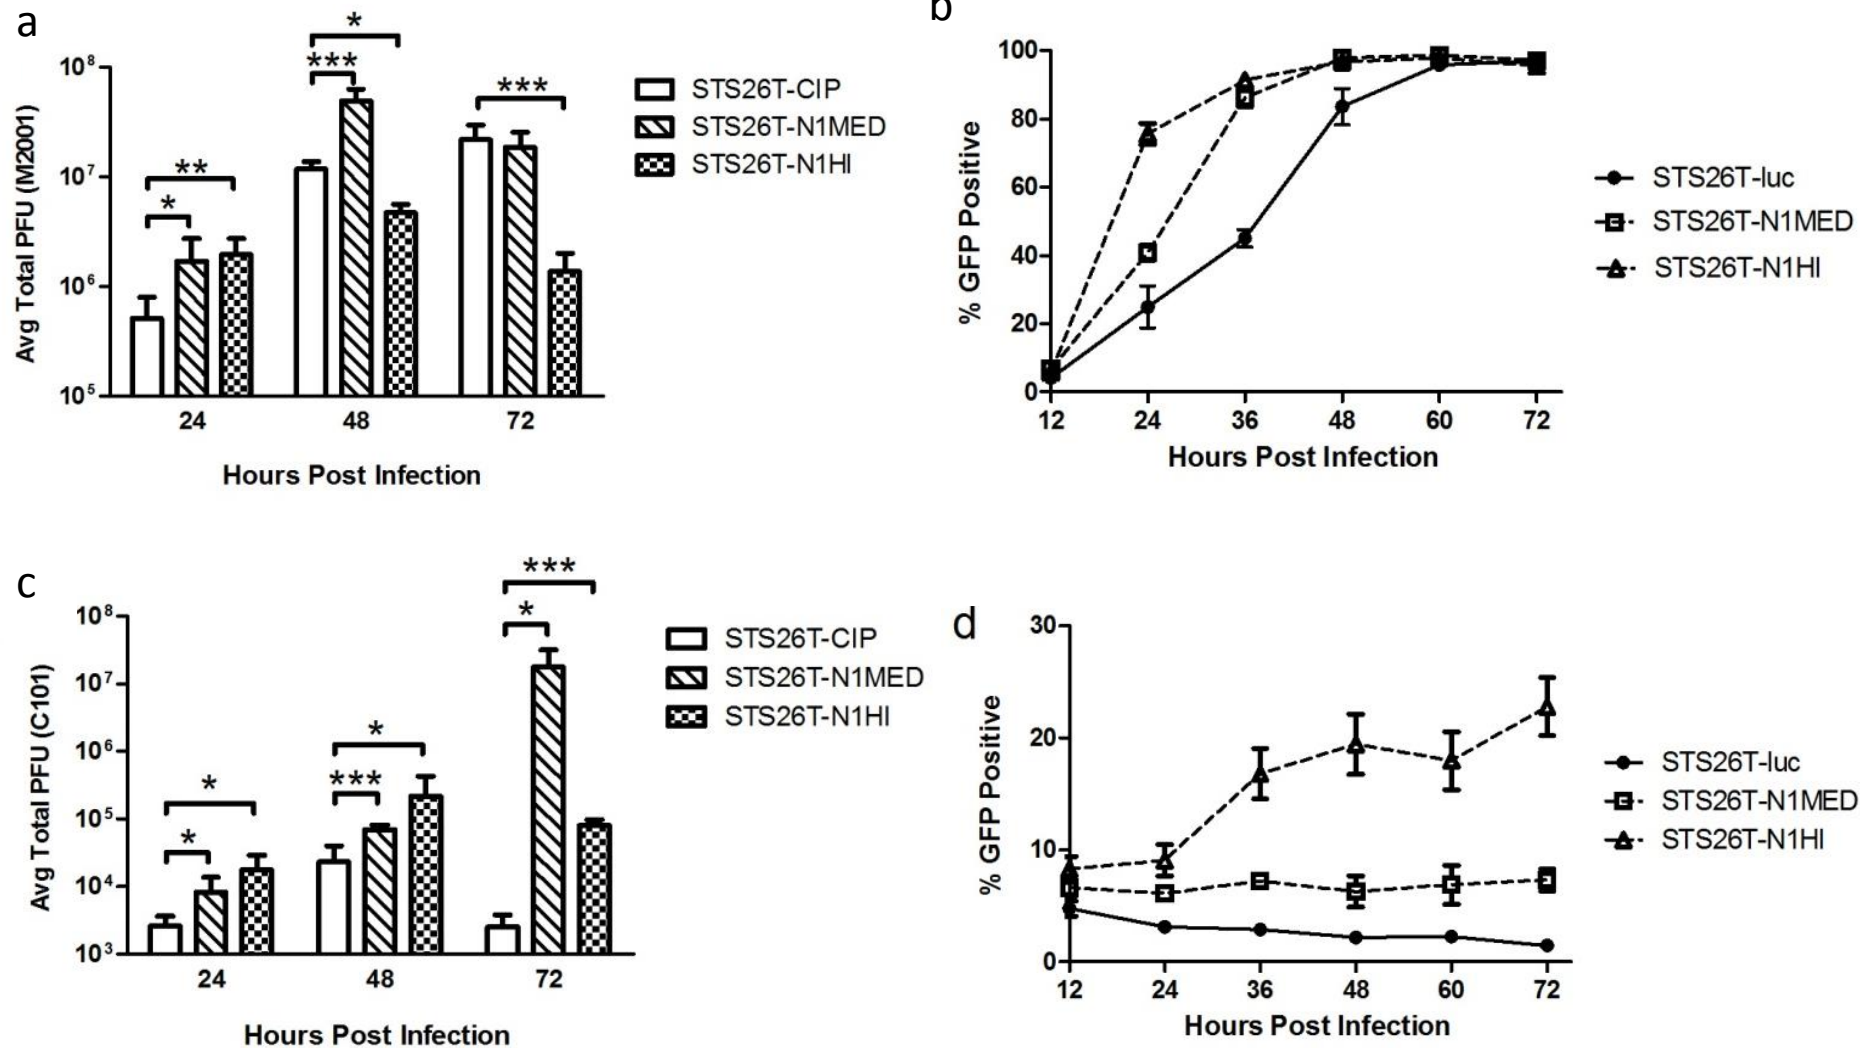 a
Avg Total PFU (M2001)
10⁸
10⁷
10⁶
10⁵
*
**
*
***
***
24 48 72
Hours Post Infection
STS26T-CIP
STS26T-N1MED
STS26T-N1HI
b
% GFP Positive
100
80
60
40
20
0
12 24 36 48 60 72
Hours Post Infection
STS26T-luc
STS26T-N1MED
STS26T-N1HI
c
Avg Total PFU (C101)
10⁸
10⁷
10⁶
10⁵
10⁴
10³
*
*
*
***
***
*
24 48 72
Hours Post Infection
STS26T-CIP
STS26T-N1MED
STS26T-N1HI
d
% GFP Positive
30
20
10
0
12 24 36 48 60 72
Hours Post Infection
STS26T-luc
STS26T-N1MED
STS26T-N1HI